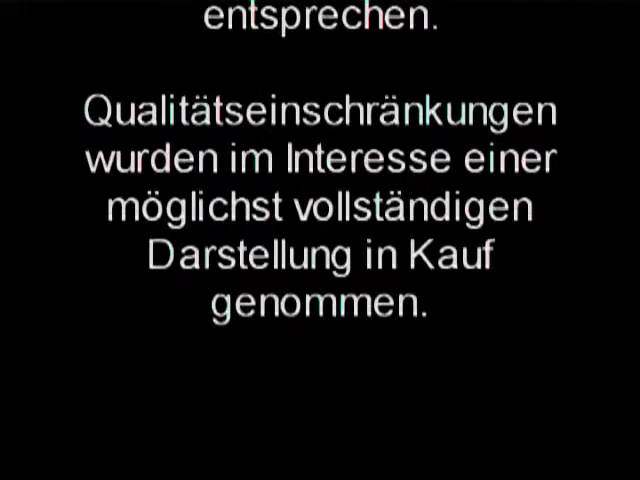 entsprechen.
Qualitätseinschränkungen
wurden im Interesse einer
möglichst vollständigen
Darstellung in Kauf
genommen.